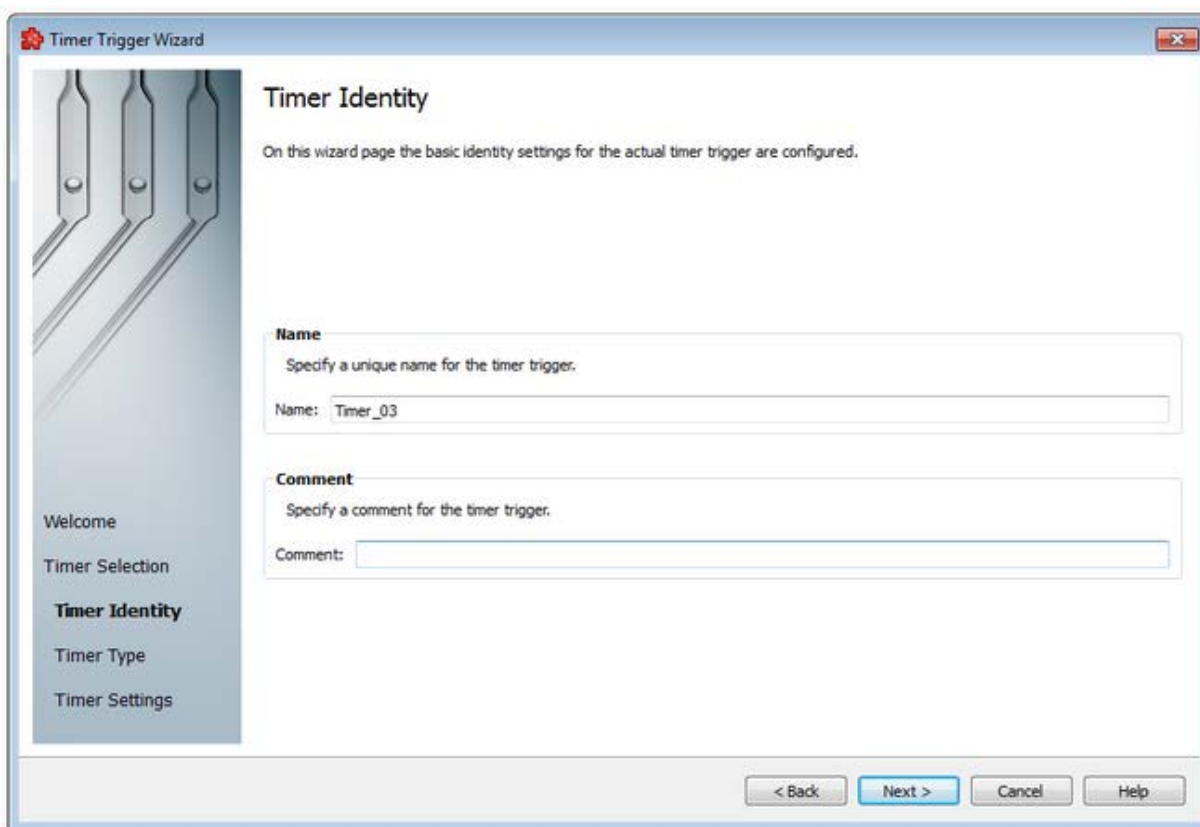 Timer Trigger Wizard
Timer Identity
On this wizard page the basic identity settings for the actual timer trigger are configured.
Name
Specify a unique name for the timer trigger.
Name: Timer_03
Comment
Specify a comment for the timer trigger.
Comment:
Welcome
Timer Selection
Timer Identity
Timer Type
Timer Settings
< Back Next > Cancel Help